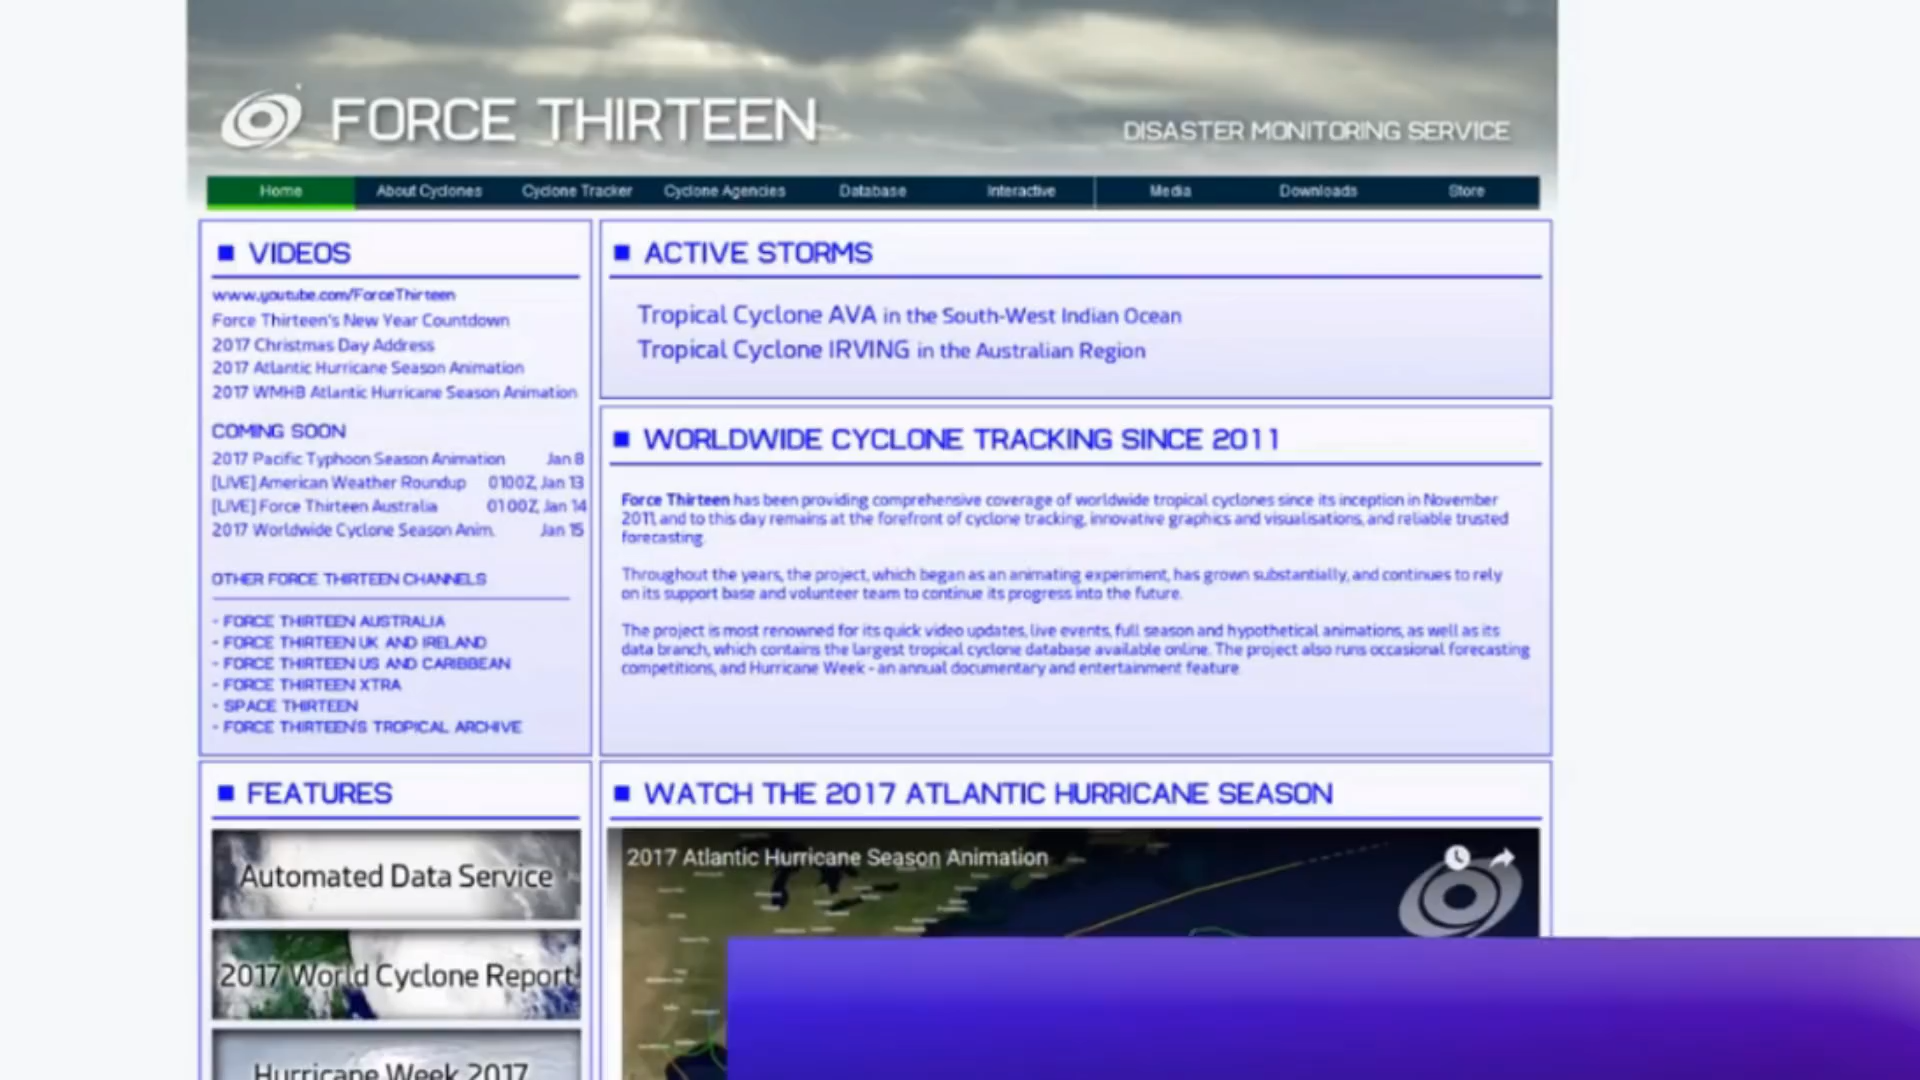 FORCE THIRTEEN
DISASTER MONITORING SERVICE
Home About Cyclones Cyclone Tracker Cyclone Agencies Database Interactive Media Downloads Store
VIDEOS
www.youtube.com/ForceThirteen
Force Thirteen's New Year Countdown
2017 Christmas Day Address
2017 Atlantic Hurricane Season Animation
2017 WMHB Atlantic Hurricane Season Animation
COMING SOON
2017 Pacific Typhoon Season Animation Jan 8
[LIVE] American Weather Roundup 0100Z, Jan 13
[LIVE] Force Thirteen Australia 0100Z, Jan 14
2017 Worldwide Cyclone Season Anim. Jan 15
OTHER FORCE THIRTEEN CHANNELS
- FORCE THIRTEEN AUSTRALIA
- FORCE THIRTEEN UK AND IRELAND
- FORCE THIRTEEN US AND CARIBBEAN
- FORCE THIRTEEN XTRA
- SPACE THIRTEEN
- FORCE THIRTEEN'S TROPICAL ARCHIVE
ACTIVE STORMS
Tropical Cyclone AVA in the South-West Indian Ocean
Tropical Cyclone IRVING in the Australian Region
WORLDWIDE CYCLONE TRACKING SINCE 2011
Force Thirteen has been providing comprehensive coverage of worldwide tropical cyclones since its inception in November
2011, and to this day remains at the forefront of cyclone tracking, innovative graphics and visualisations, and reliable trusted
forecasting.
Throughout the years, the project, which began as an animating experiment, has grown substantially, and continues to rely
on its support base and volunteer team to continue its progress into the future.
The project is most renowned for its quick video updates, live events, full season and hypothetical animations, as well as its
data branch, which contains the largest tropical cyclone database available online. The project also runs occasional forecasting
competitions, and Hurricane Week - an annual documentary and entertainment feature.
FEATURES
Automated Data Service
2017 World Cyclone Report
Hurricane Week 2017
WATCH THE 2017 ATLANTIC HURRICANE SEASON
2017 Atlantic Hurricane Season Animation